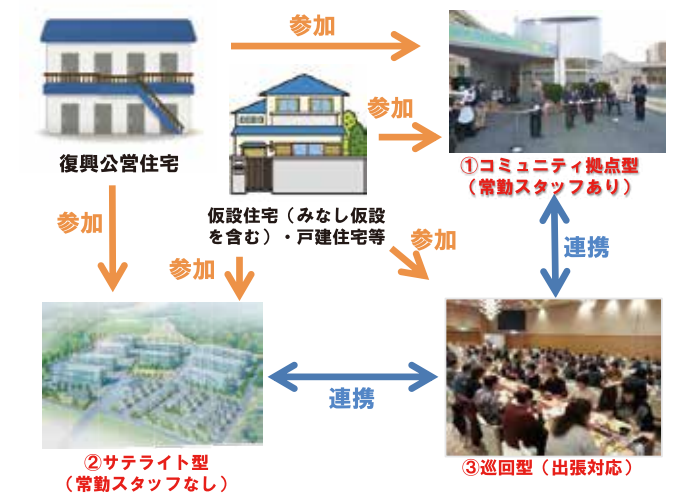 参加
参加
復興公営住宅
①コミュニティ拠点型
（常勤スタッフあり）
参加
仮設住宅（みなし仮設
を含む）・戸建住宅等
参加
連携
参加
連携
②サテライト型
（常勤スタッフなし）
③巡回型（出張対応）